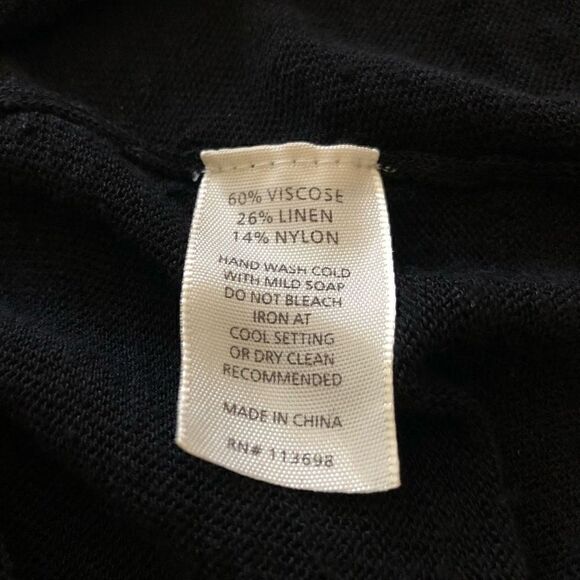 60% VISCOSE
26% LINEN
14% NYLON
HAND WASH COLD
WITH MILD SOAP
DO NOT BLEACH
IRON AT
COOL SETTING
OR DRY CLEAN
RECOMMENDED
MADE IN CHINA
RN# 113698